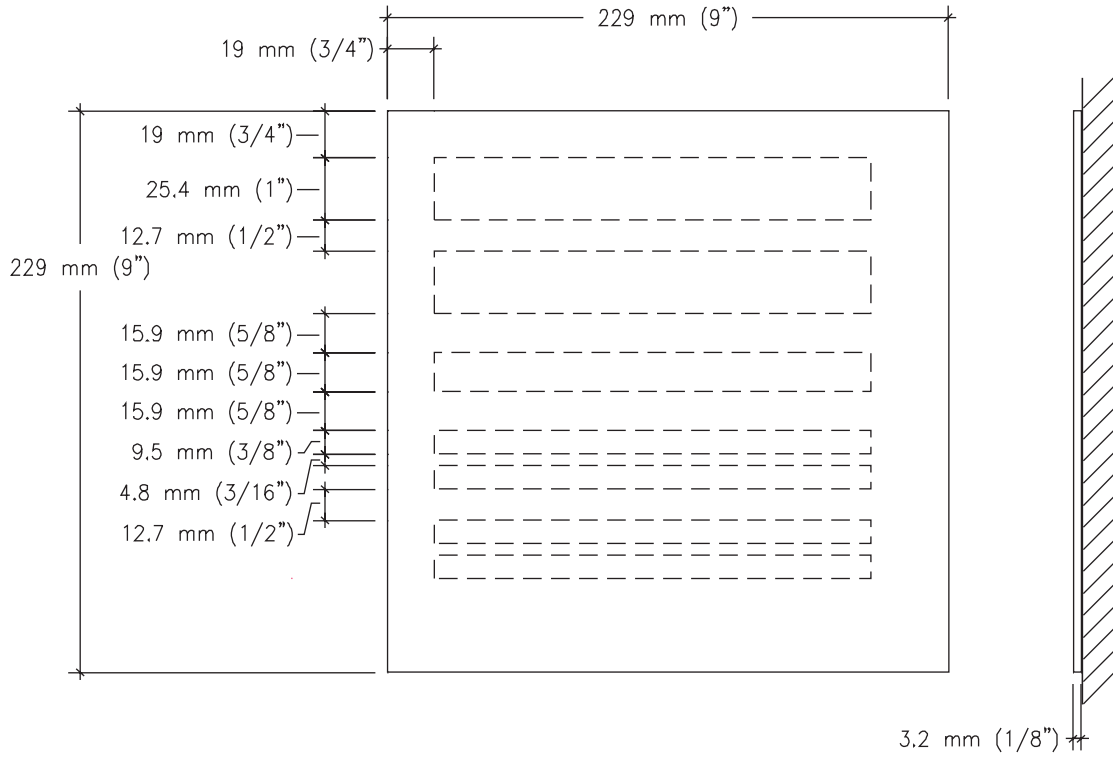 229 mm (9”)
19 mm (3/4”)
19 mm (3/4”)
25.4 mm (1”)
12.7 mm (1/2”)
229 mm (9”)
15.9 mm (5/8”)
15.9 mm (5/8”)
15.9 mm (5/8”)
9.5 mm (3/8”)
4.8 mm (3/16”)
12.7 mm (1/2”)
3.2 mm (1/8”)